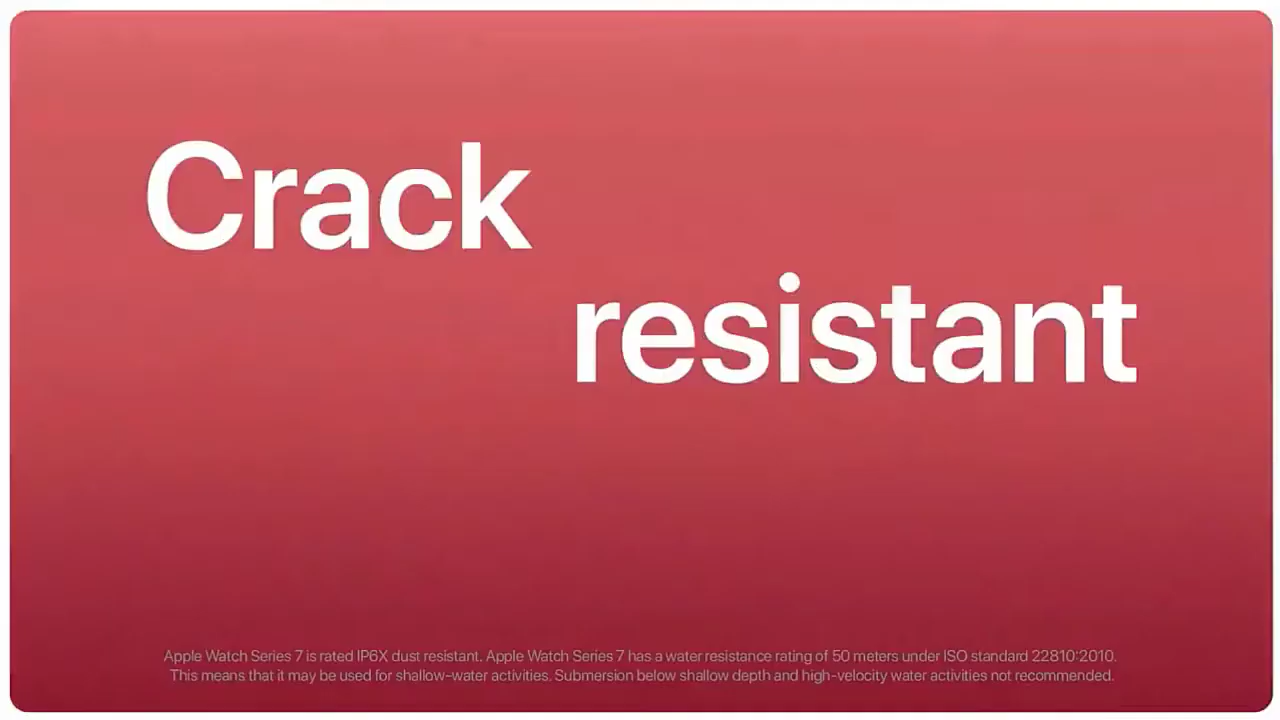 Crack
resistant
Apple Watch Series 7 is rated IP6X dust resistant. Apple Watch Series 7 has a water resistance rating of 50 meters under ISO standard 22810:2010.
This means that it may be used for shallow-water activities. Submersion below shallow depth and high-velocity water activities not recommended.